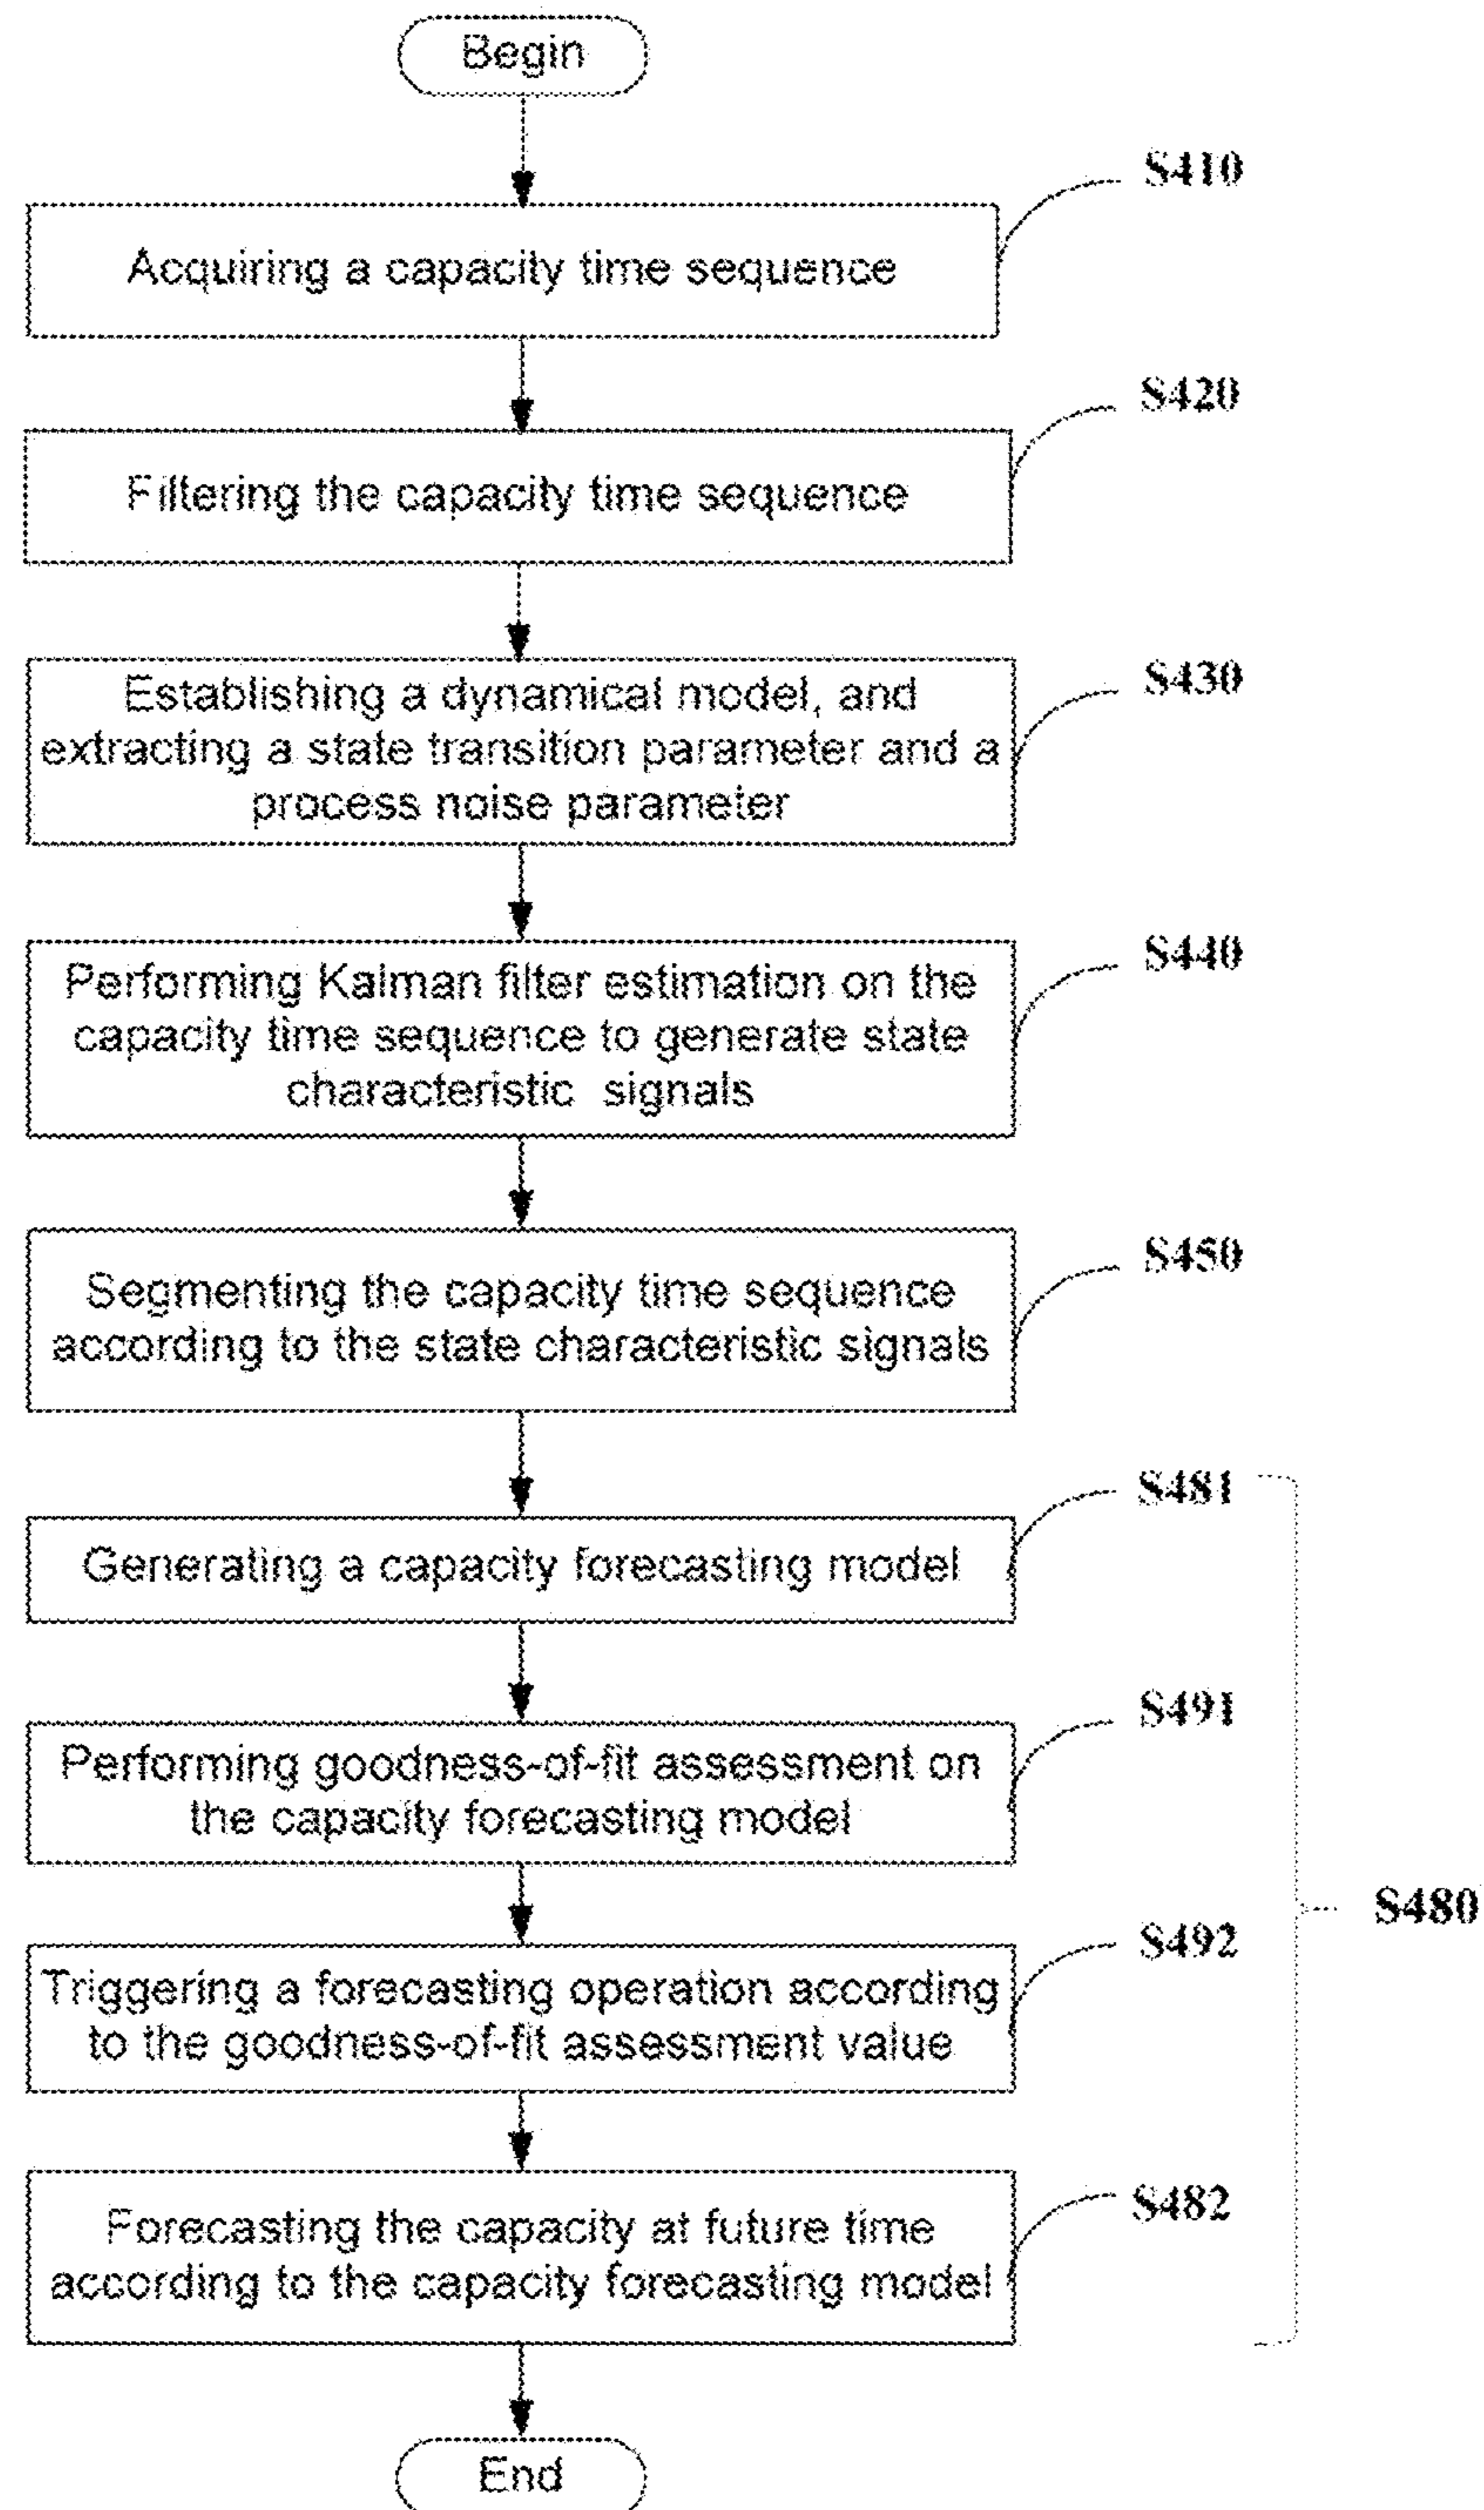 Begin
S410
Acquiring a capacity time sequence
S420
Filtering the capacity time sequence
S430
Establishing a dynamical model, and
extracting a state transition parameter and a
process noise parameter
S440
Performing Kalman filter estimation on the
capacity time sequence to generate state
characteristic signals
S450
Segmenting the capacity time sequence
according to the state characteristic signals
S481
Generating a capacity forecasting model
S491
Performing goodness-of-fit assessment on
the capacity forecasting model
S480
S492
Triggering a forecasting operation according
to the goodness-of-fit assessment value
S482
Forecasting the capacity at future time
according to the capacity forecasting model
End